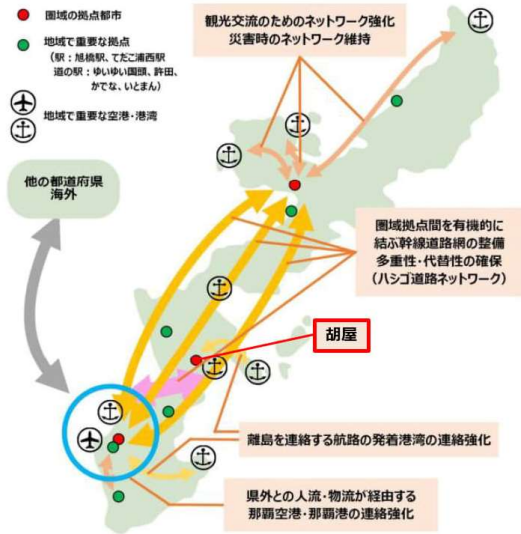 圏域の拠点都市
地域で重要な拠点
（駅：旭橋駅、てだこ浦西駅
道の駅：ゆいゆい国頭、許田、
かでな、いとまん）
地域で重要な空港・港湾
観光交流のためのネットワーク強化
災害時のネットワーク維持
他の都道府県
海外
圏域拠点間を有機的に
結ぶ幹線道路網の整備
多重性・代替性の確保
（ハシゴ道路ネットワーク）
胡屋
離島を連絡する航路の発着港湾の連絡強化
県外との人流・物流が経由する
那覇空港・那覇港の連絡強化